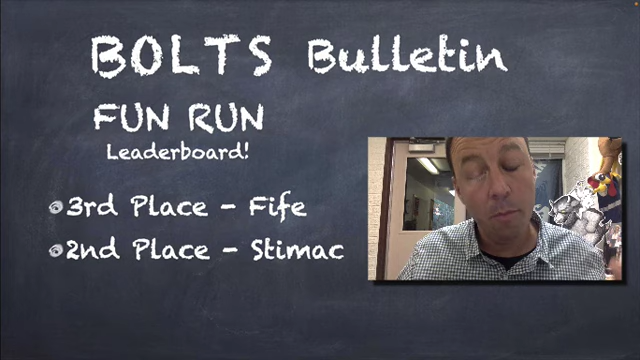 BOLTS Bulletin
FUN RUN
Leaderboard!
3rd Place - Fife
2nd Place - Stimac